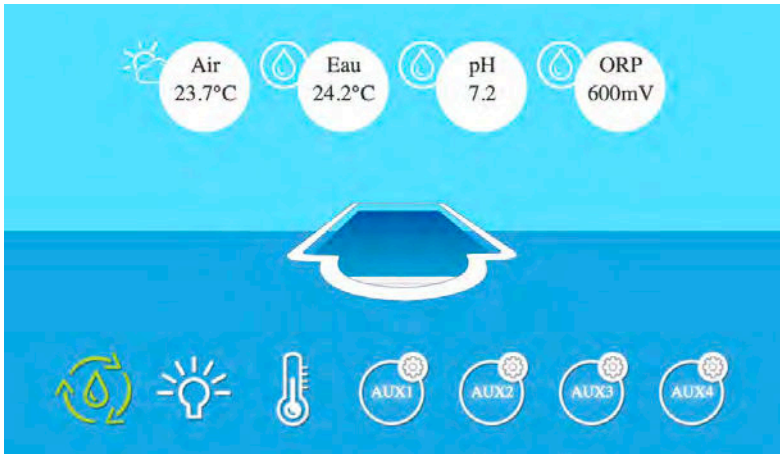 Air
23.7°C
Eau
24.2°C
pH
7.2
ORP
600mV
AUX1
AUX2
AUX3
AUX4